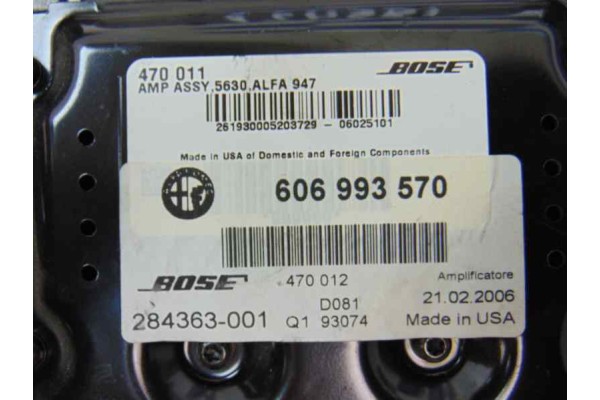 470 011
BOSE
AMP ASSY,5630,ALFA 947
261930005203729 - 06025101
Made in USA of Domestic and Foreign Components
606 993 570
BOSE
470 012
Amplificatore
D081
21.02.2006
284363-001
Q1 93074
Made in USA